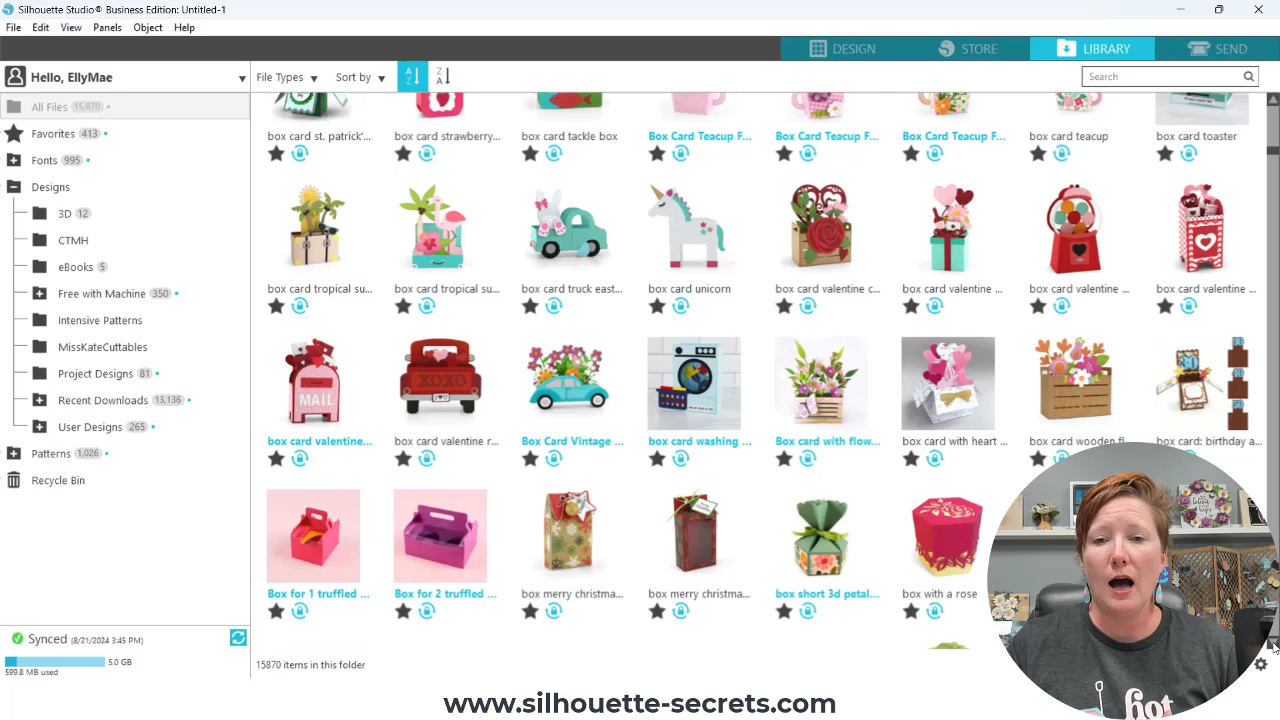 Silhouette Studio® Business Edition: Untitled-1
File Edit View Panels Object Help
DESIGN STORE LIBRARY SEND
Hello, EllyMae
File Types Sort by A Z Z A Search
All Files 15,870
Favorites 413
Fonts 995
Designs
3D 12
CTMH
eBooks 5
Free with Machine 350
Intensive Patterns
MissKateCuttables
Project Designs 81
Recent Downloads 13,136
User Designs 265
Patterns 1,026
Recycle Bin
box card st. patrick'... box card strawberry... box card tackle box Box Card Teacup F... Box Card Teacup F... Box Card Teacup F... box card teacup box card toaster
box card tropical su... box card tropical su... box card truck east... box card unicorn box card valentine c... box card valentine ... box card valentine ... box card valentine ...
MAIL
XOXO
30
box card valentine... box card valentine r... Box Card Vintage ... box card washing ... Box card with flow... box card with heart ... box card wooden fl... box card: birthday a...
Box for 1 truffled ... Box for 2 truffled ... box merry christma... box merry christma... box short 3d petal... box with a rose
Synced (8/21/2024 3:45 PM)
5.0 GB
599.8 MB used
15870 items in this folder
hot
www.silhouette-secrets.com